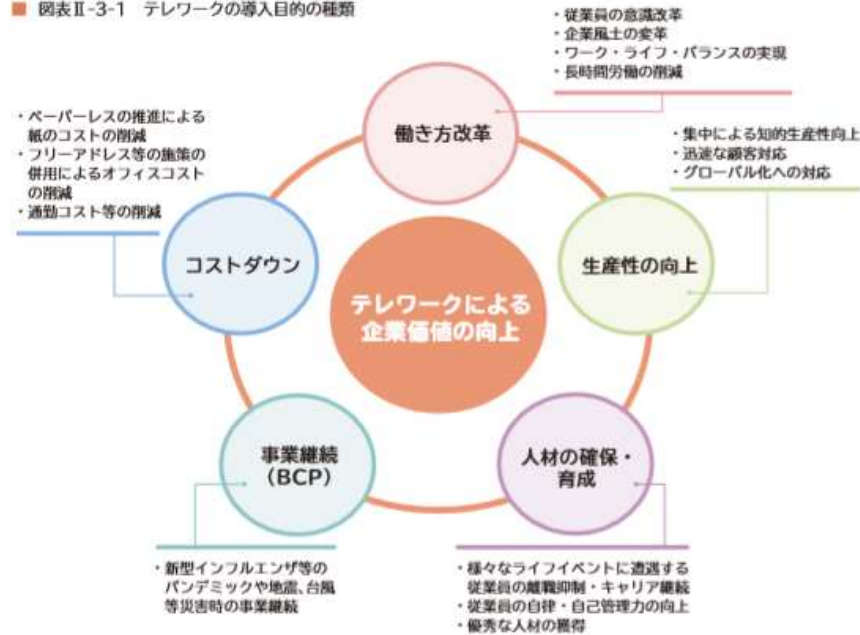 ■ 図表Ⅱ-3-1 テレワークの導入目的の種類
・従業員の意識改革
・企業風土の変革
・ワーク・ライフ・バランスの実現
・長時間労働の削減
働き方改革
・集中による知的生産性向上
・迅速な顧客対応
・グローバル化への対応
生産性の向上
・ペーパーレスの推進による
紙のコストの削減
・フリーアドレス等の施策の
併用によるオフィスコスト
の削減
・通勤コスト等の削減
コストダウン
テレワークによる
企業価値の向上
事業継続
(BCP)
・新型インフルエンザ等の
パンデミックや地震、台風
等災害時の事業継続
人材の確保・
育成
・様々なライフイベントに遭遇する
従業員の離職抑制・キャリア継続
・従業員の自律・自己管理力の向上
・優秀な人材の獲得